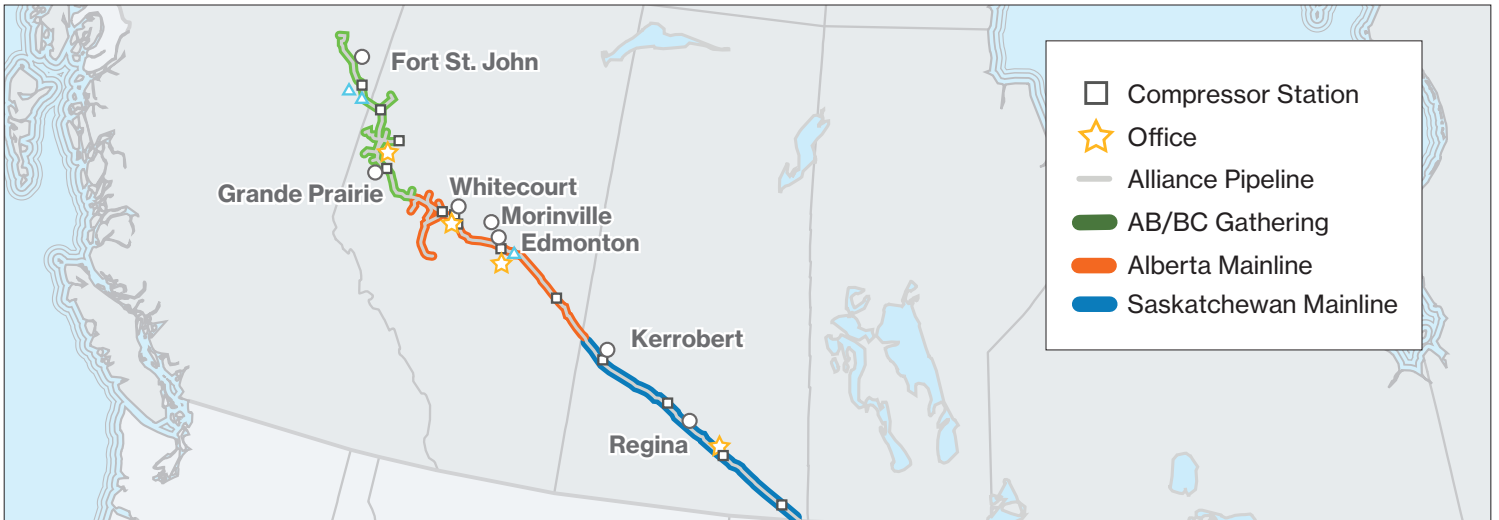 Fort St. John
Grande Prairie
Whitecourt
Morinville
Edmonton
Kerrobert
Regina
Compressor Station
Office
Alliance Pipeline
AB/BC Gathering
Alberta Mainline
Saskatchewan Mainline